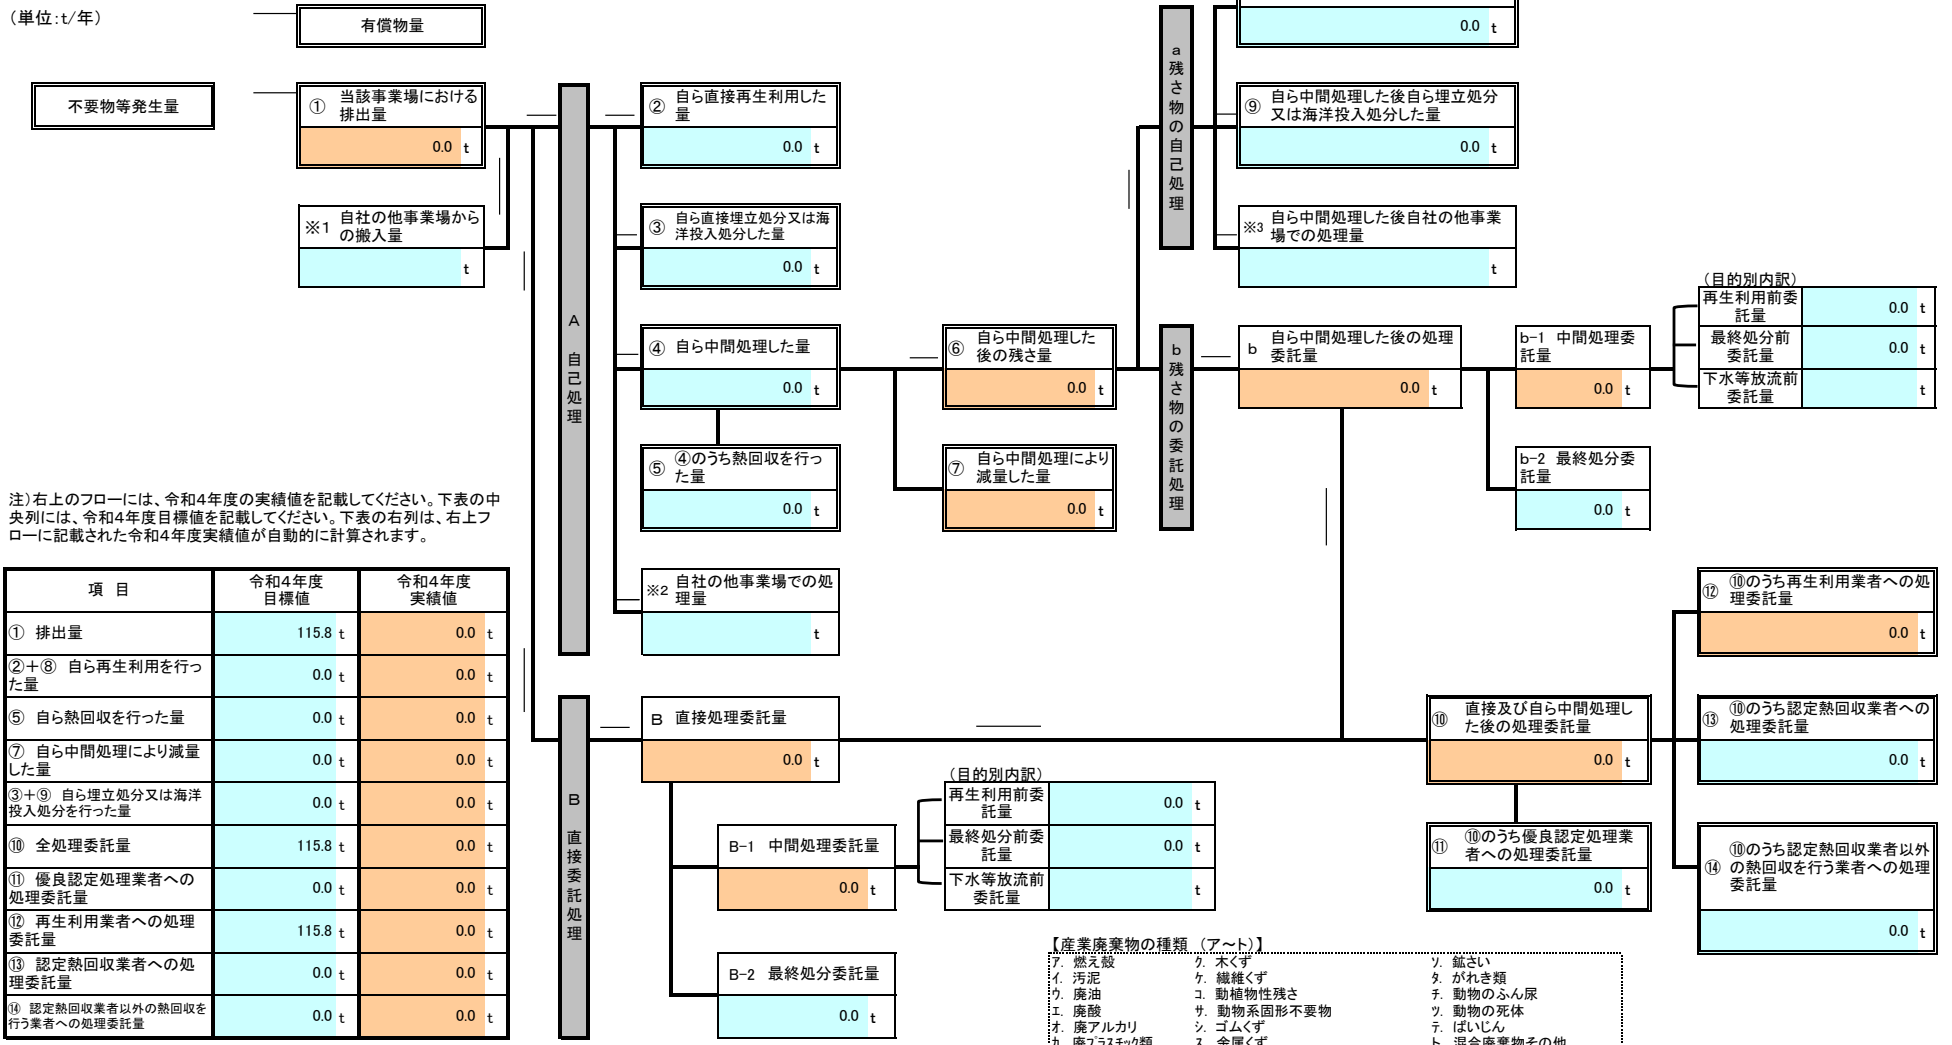 （単位：t/年）
有償物量
不要物等発生量
① 当該事業場における
排出量
0.0 t
※1 自社の他事業場から
の搬入量
t
A 自己処理
② 自ら直接再生利用した
量
0.0 t
③ 自ら直接埋立処分又は海
洋投入処分した量
0.0 t
④ 自ら中間処理した量
0.0 t
⑤ ④のうち熱回収を行っ
た量
0.0 t
※2 自社の他事業場での処
理量
t
⑥ 自ら中間処理した
後の残さ量
0.0 t
⑦ 自ら中間処理により
減量した量
0.0 t
a 残さ物の自己処理
0.0 t
⑨ 自ら中間処理した後自ら埋立処分
又は海洋投入処分した量
0.0 t
※3 自ら中間処理した後自社の他事業
場での処理量
t
b 残さ物の委託処理
b 自ら中間処理した後の処理
委託量
0.0 t
b-1 中間処理委
託量
0.0 t
b-2 最終処分委
託量
0.0 t
（目的別内訳）
再生利用前委
託量
0.0 t
最終処分前
委託量
0.0 t
下水等放流前
委託量
t
注）右上のフローには、令和4年度の実績値を記載してください。下表の中
央列には、令和4年度目標値を記載してください。下表の右列は、右上フ
ローに記載された令和4年度実績値が自動的に計算されます。
項 目 令和4年度
目標値 令和4年度
実績値
① 排出量 115.8 t 0.0 t
②＋⑧ 自ら再生利用を行っ
た量 0.0 t 0.0 t
⑤ 自ら熱回収を行った量 0.0 t 0.0 t
⑦ 自ら中間処理により減量
した量 0.0 t 0.0 t
③＋⑨ 自ら埋立処分又は海洋
投入処分を行った量 0.0 t 0.0 t
⑩ 全処理委託量 115.8 t 0.0 t
⑪ 優良認定処理業者への
処理委託量 0.0 t 0.0 t
⑫ 再生利用業者への処理
委託量 115.8 t 0.0 t
⑬ 認定熱回収業者への処
理委託量 0.0 t 0.0 t
⑭ 認定熱回収業者以外の熱回収を
行う業者への処理委託量 0.0 t 0.0 t
B 直接委託処理
B 直接処理委託量
0.0 t
B-1 中間処理委託量
0.0 t
B-2 最終処分委託量
0.0 t
（目的別内訳）
再生利用前委
託量
0.0 t
最終処分前委
託量
0.0 t
下水等放流前
委託量
t
⑩ 直接及び自ら中間処理し
た後の処理委託量
0.0 t
⑪ ⑩のうち優良認定処理業
者への処理委託量
0.0 t
⑫ ⑩のうち再生利用業者への処
理委託量
0.0 t
⑬ ⑩のうち認定熱回収業者への
処理委託量
0.0 t
⑭ ⑩のうち認定熱回収業者以外
の熱回収を行う業者への処理
委託量
0.0 t
【産業廃棄物の種類 （ア～ト）】
ア. 燃え殻 ク. 木くず ソ. 鉱さい
イ. 汚泥 ケ. 繊維くず タ. がれき類
ウ. 廃油 コ. 動植物性残さ チ. 動物のふん尿
エ. 廃酸 サ. 動物系固形不要物 ツ. 動物の死体
オ. 廃アルカリ シ. ゴムくず テ. ばいじん
カ. 廃プラスチック類 ス. 金属くず ト. 混合廃棄物その他